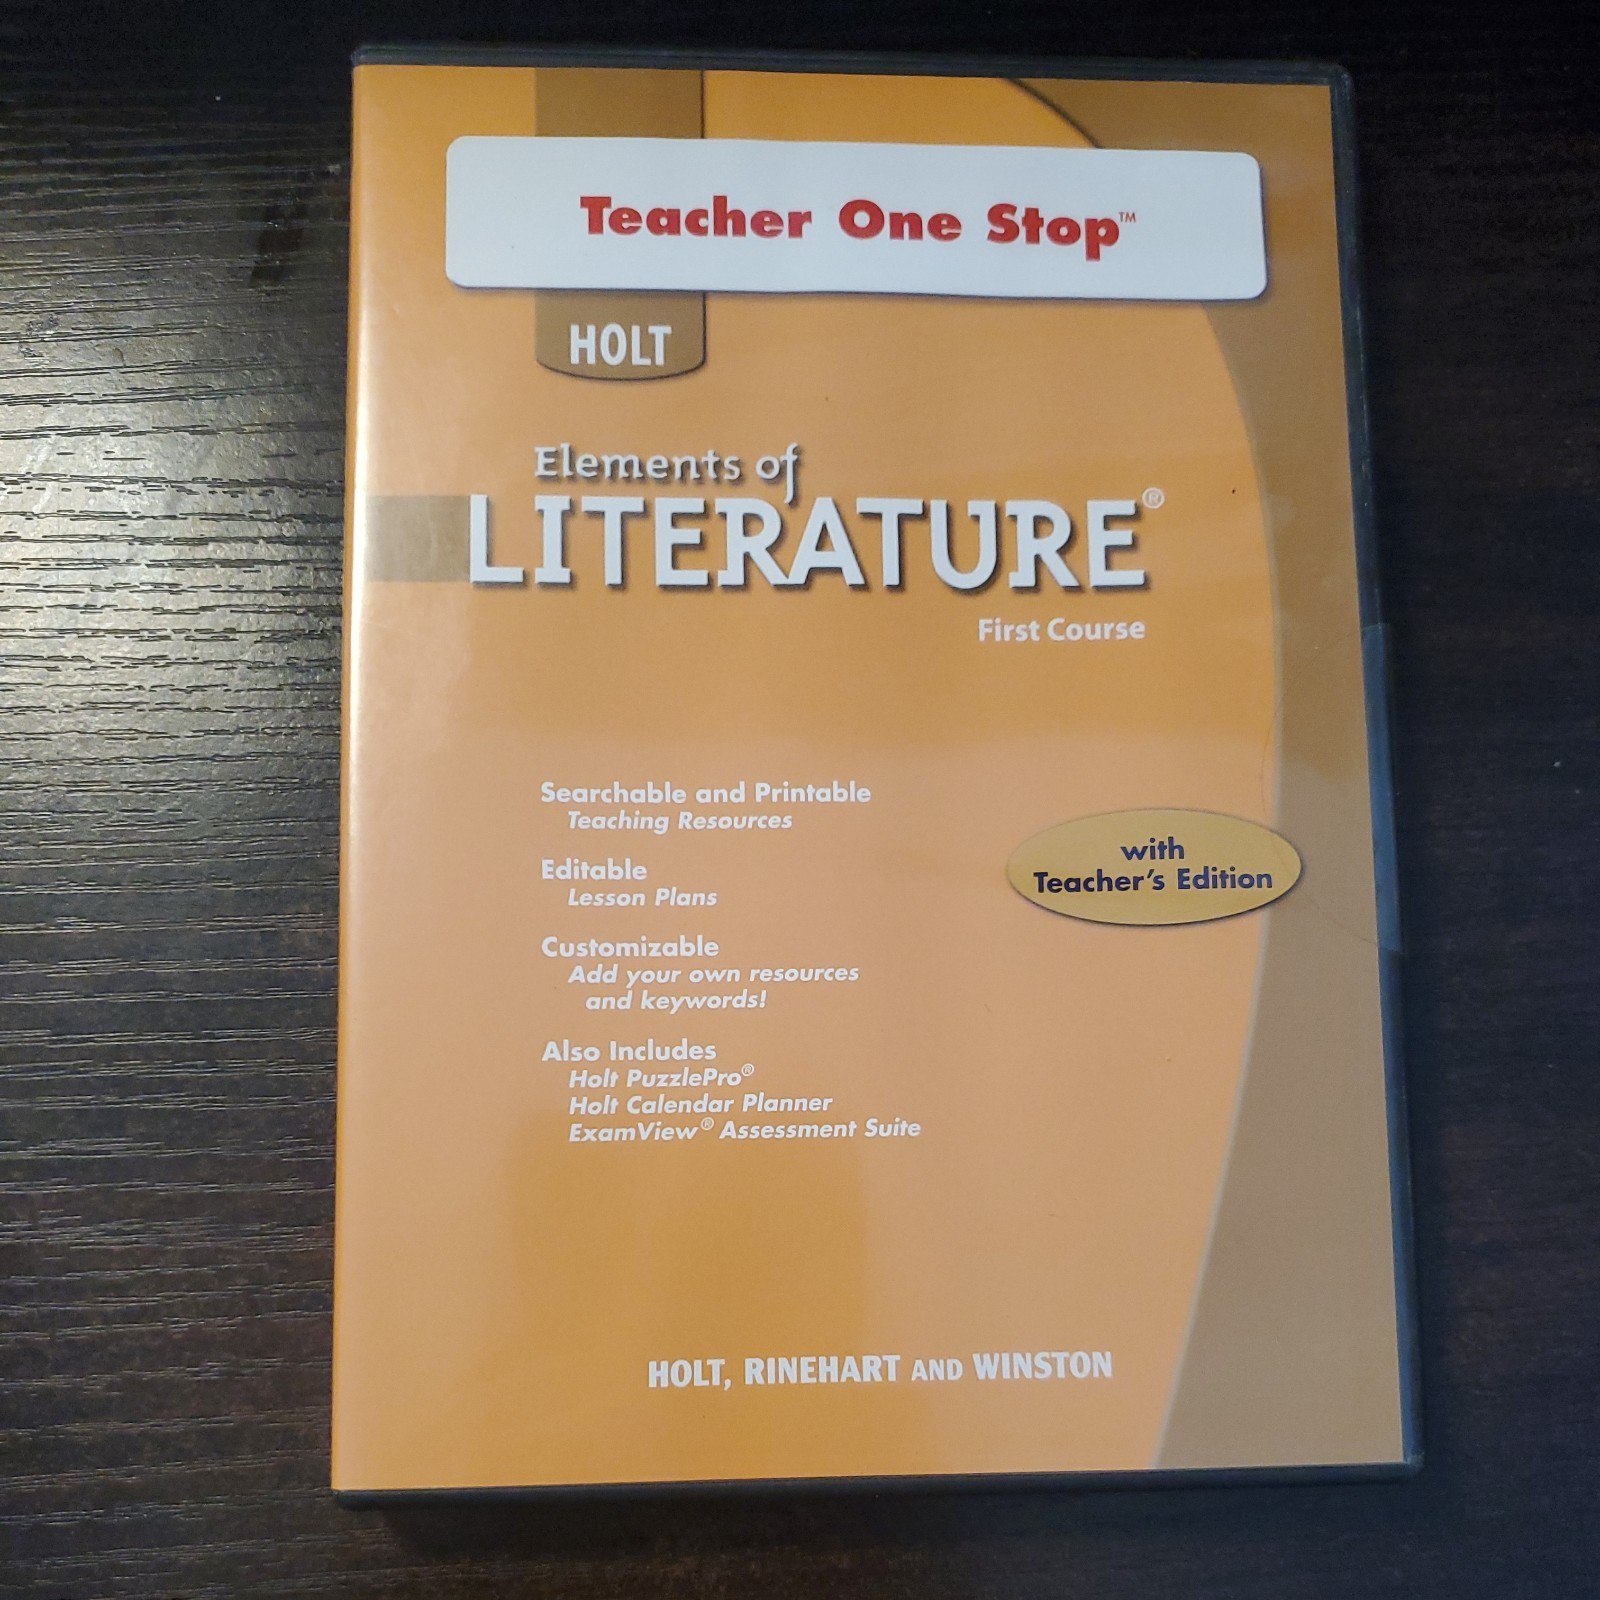 Teacher One Stop™
HOLT
Elements of
LITERATURE®
First Course
Searchable and Printable
Teaching Resources
Editable
Lesson Plans
Customizable
Add your own resources
and keywords!
Also Includes
Holt PuzzlePro®
Holt Calendar Planner
ExamView® Assessment Suite
with
Teacher's Edition
HOLT, RINEHART AND WINSTON